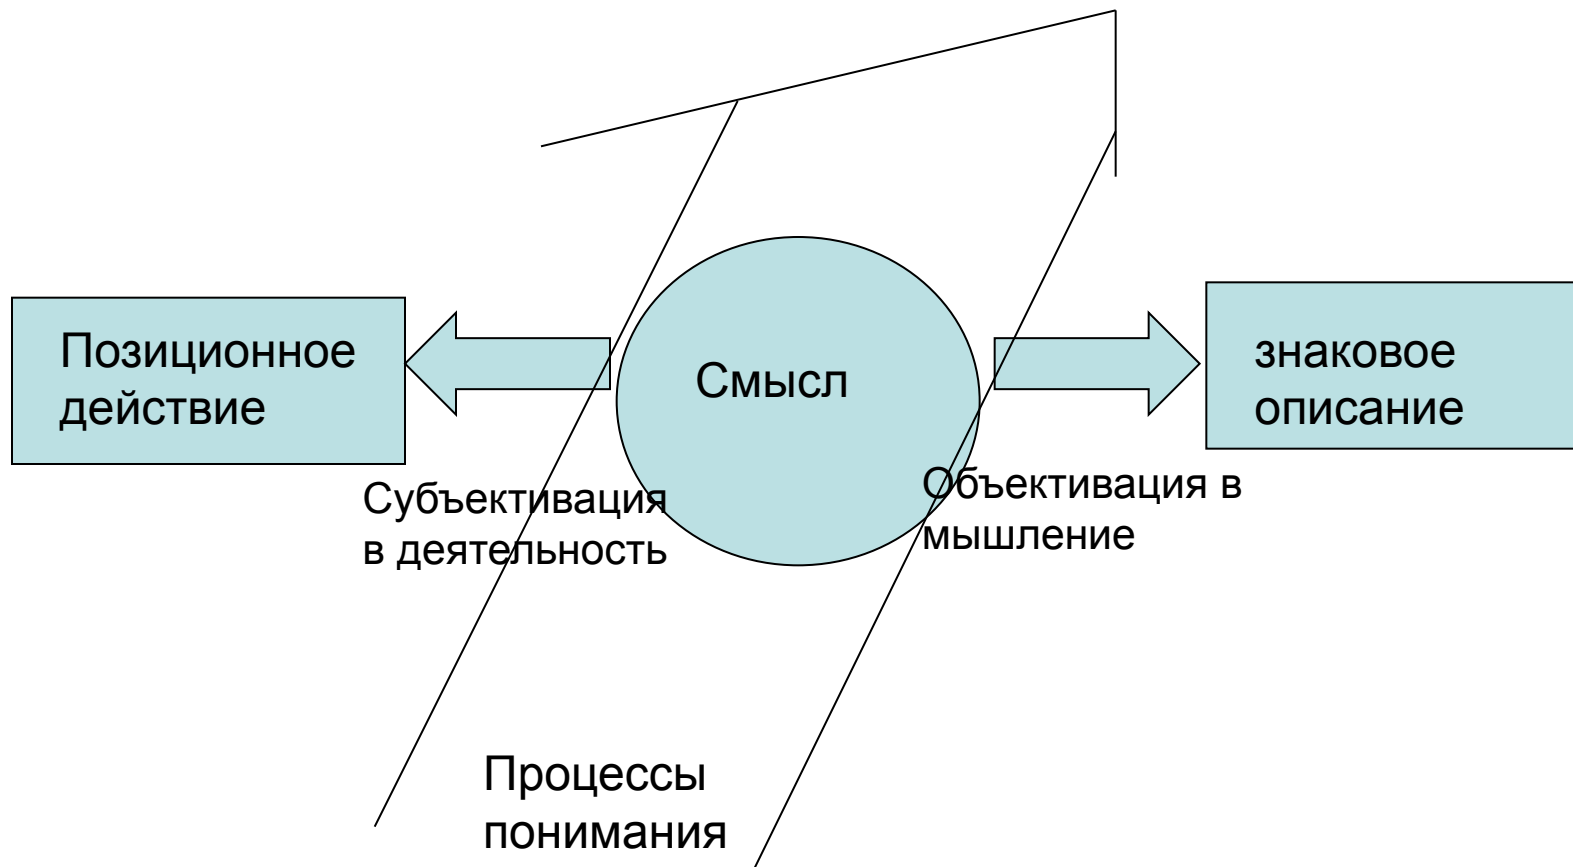 Позиционное
действие
Смысл
знаковое
описание
Субъективация
в деятельность
Объективация в
мышление
Процессы
понимания